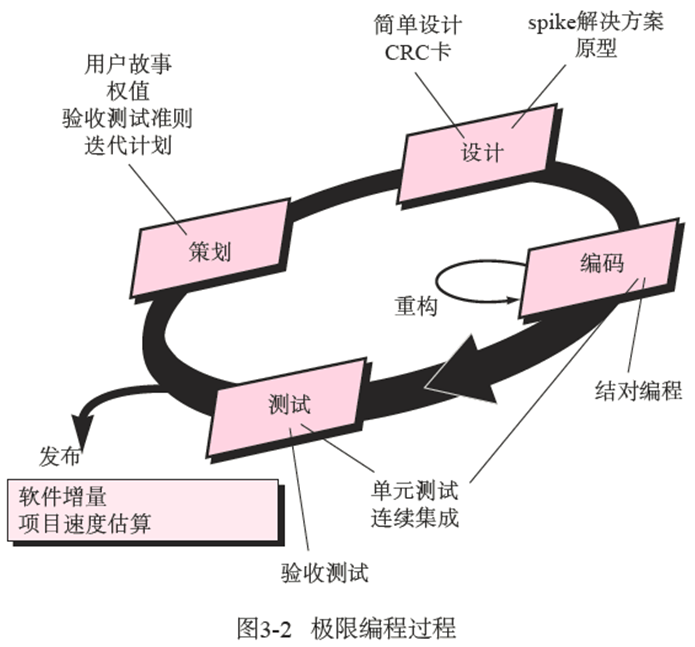 简单设计
CRC卡
spike解决方案
原型
用户故事
权值
验收测试准则
迭代计划
设计
策划
编码
重构
结对编程
测试
发布
单元测试
连续集成
软件增量
项目速度估算
验收测试
图3-2 极限编程过程